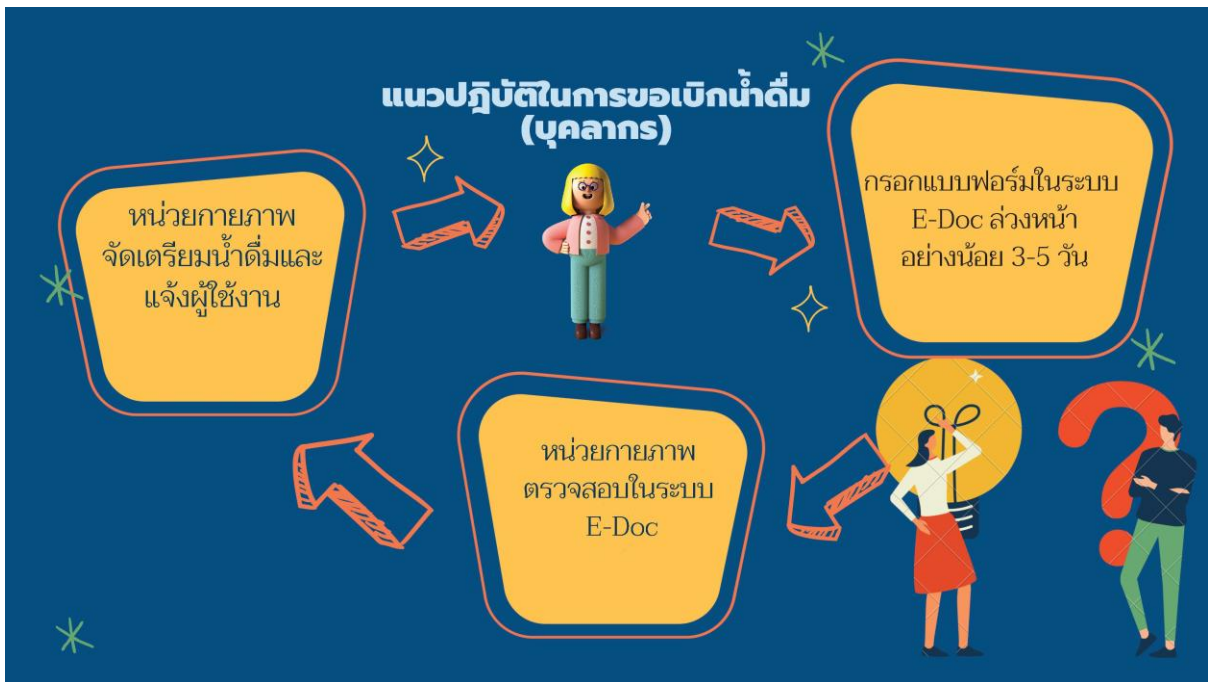 แนวปฏิบัติในการขอเบิกน้ำดื่ม
(บุคลากร)
กรอกแบบฟอร์มในระบบ
E-Doc ล่วงหน้า
อย่างน้อย 3-5 วัน
หน่วยกายภาพ
ตรวจสอบในระบบ
E-Doc
หน่วยกายภาพ
จัดเตรียมน้ำดื่มและ
แจ้งผู้ใช้งาน